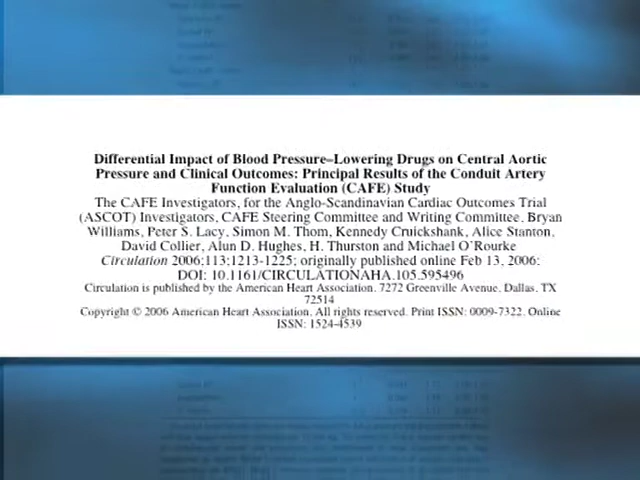 Differential Impact of Blood Pressure–Lowering Drugs on Central Aortic
Pressure and Clinical Outcomes: Principal Results of the Conduit Artery
Function Evaluation (CAFE) Study
The CAFE Investigators, for the Anglo-Scandinavian Cardiac Outcomes Trial
(ASCOT) Investigators, CAFE Steering Committee and Writing Committee, Bryan
Williams, Peter S. Lacy, Simon M. Thom, Kennedy Cruickshank, Alice Stanton,
David Collier, Alun D. Hughes, H. Thurston and Michael O'Rourke
Circulation 2006;113;1213-1225; originally published online Feb 13, 2006;
DOI: 10.1161/CIRCULATIONAHA.105.595496
Circulation is published by the American Heart Association. 7272 Greenville Avenue, Dallas, TX
72514
Copyright © 2006 American Heart Association. All rights reserved. Print ISSN: 0009-7322. Online
ISSN: 1524-4539